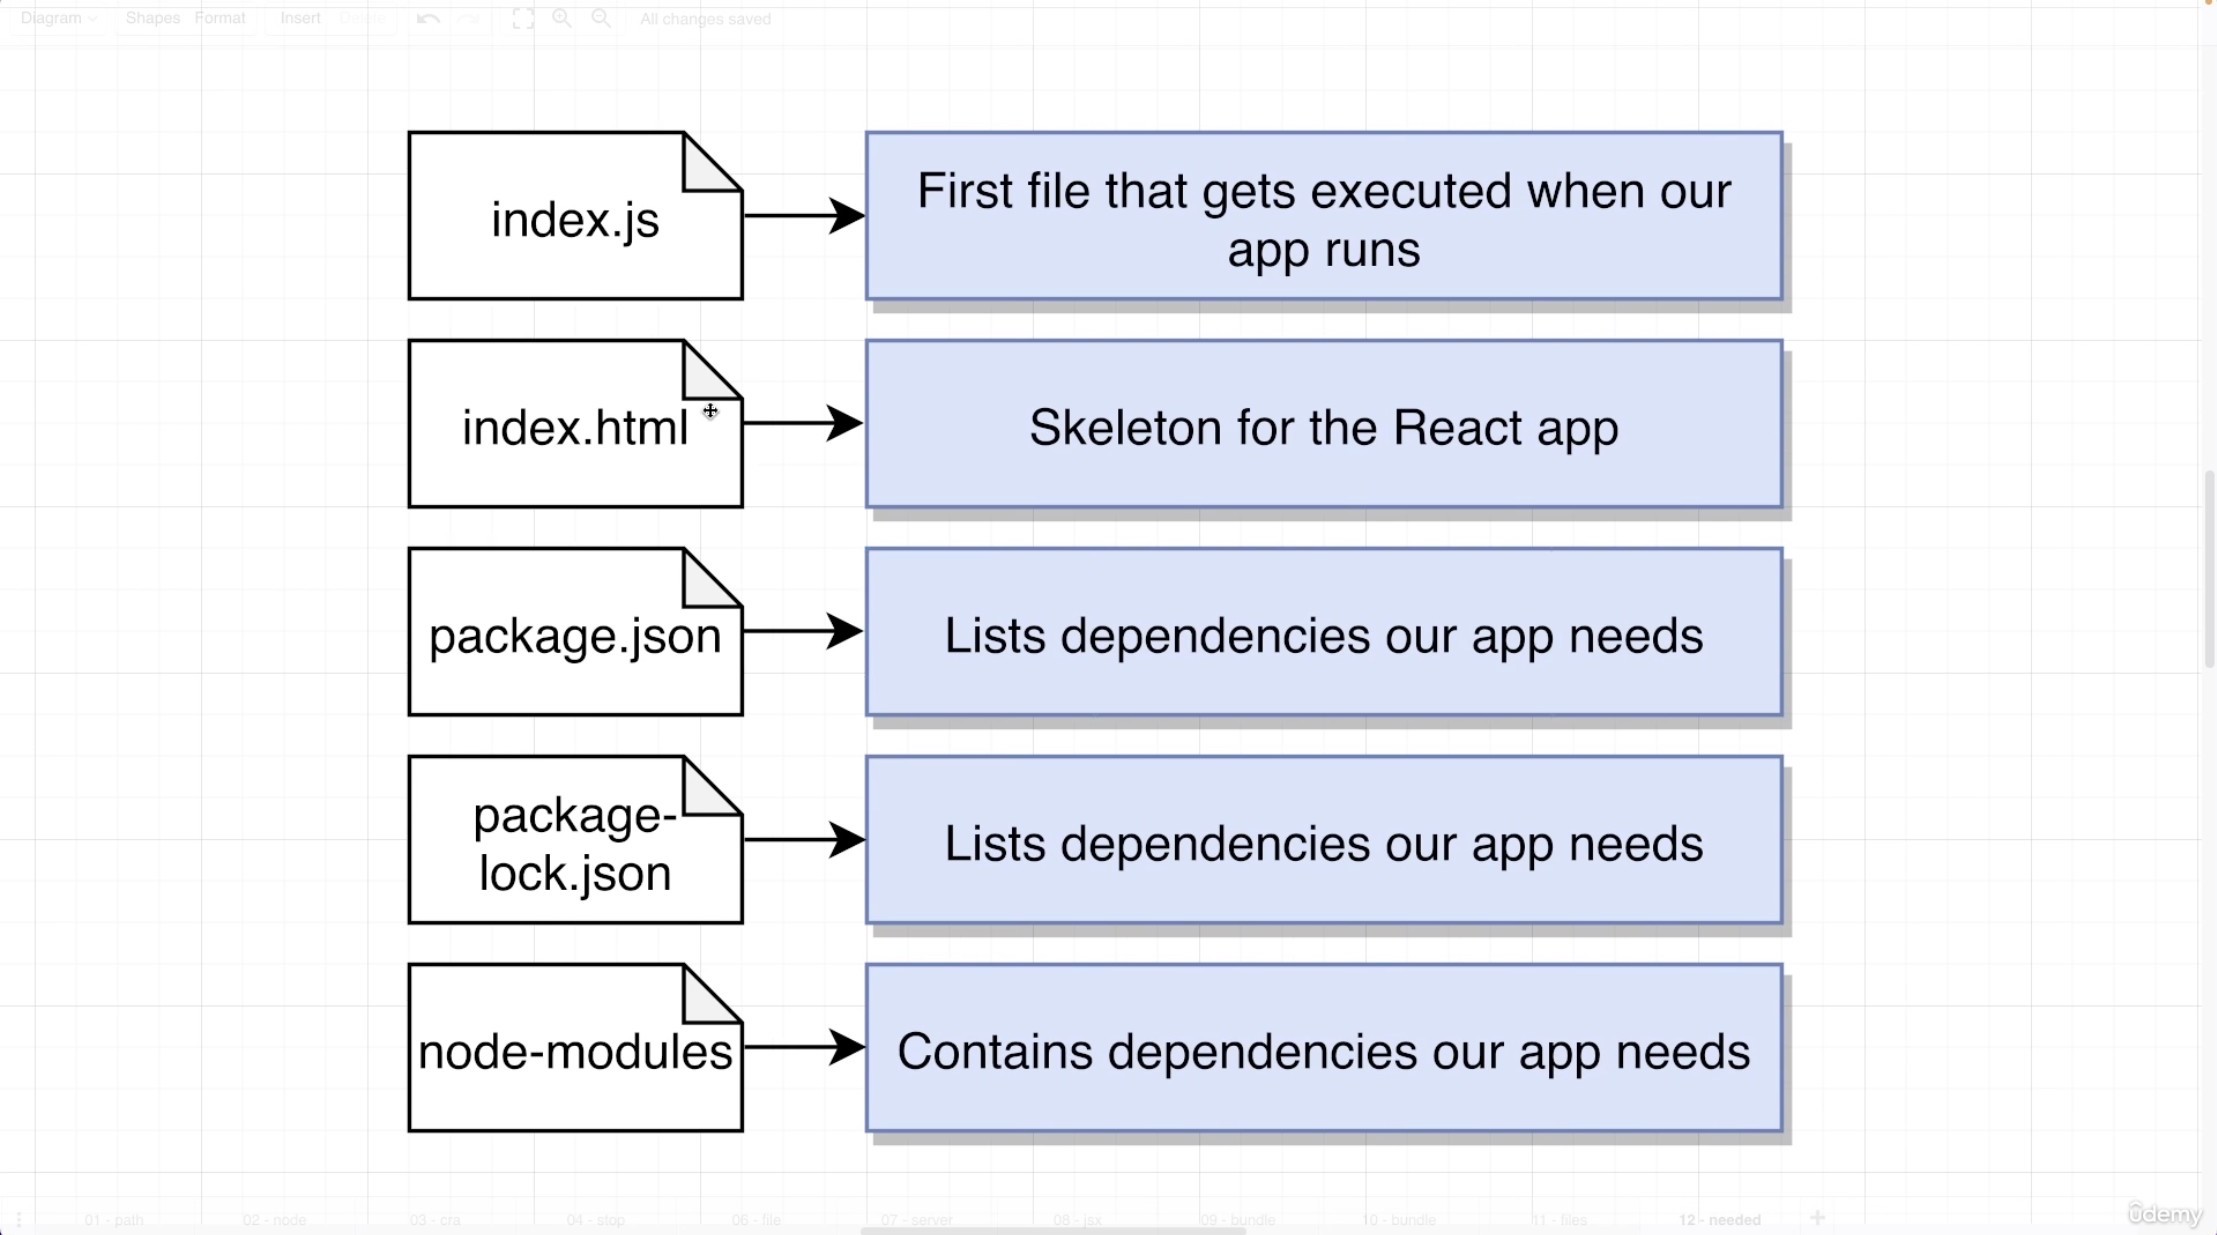 Diagram Shapes Format Insert Delete All changes saved
index.js
First file that gets executed when our
app runs
index.html
Skeleton for the React app
package.json
Lists dependencies our app needs
package-
lock.json
Lists dependencies our app needs
node-modules
Contains dependencies our app needs
01 - path 02 - node 03 - cra 04 - stop 06 - file 07 - server 08 - jsx 09 - bundle 10 - bundle 11 - files 12 - needed
ûdemy